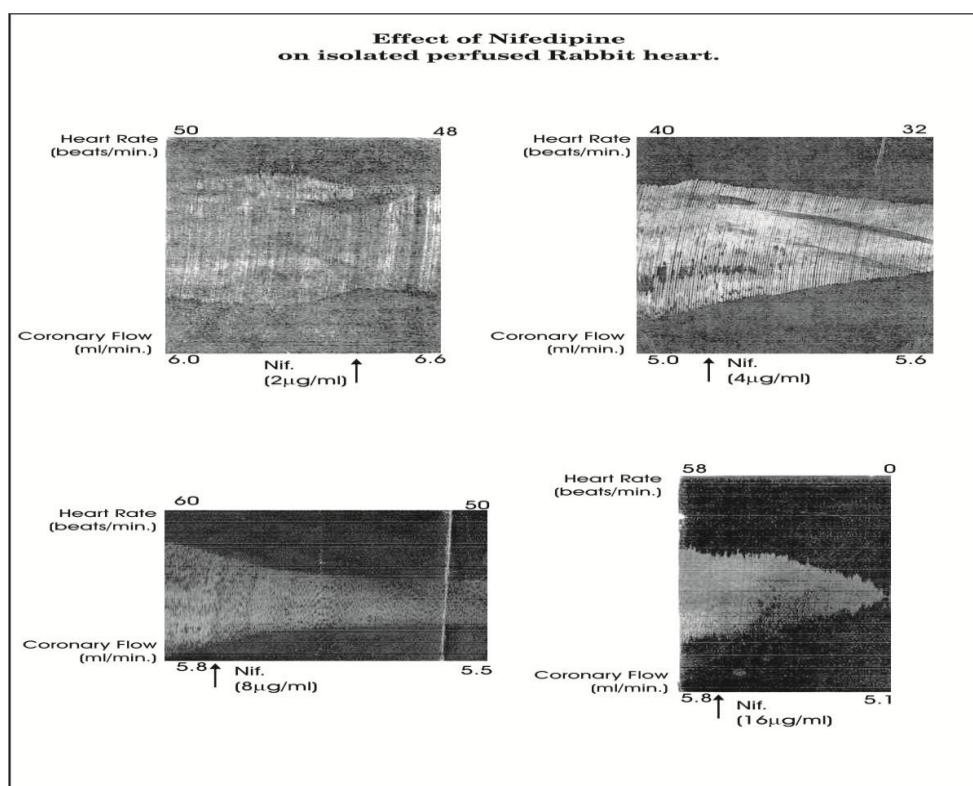 Effect of Nifedipine
on isolated perfused Rabbit heart.
Heart Rate
(beats/min.)
50
48
Coronary Flow
(ml/min.)
6.0
6.6
Nif.
(2µg/ml)
Heart Rate
(beats/min.)
40
32
Coronary Flow
(ml/min.)
5.0
5.6
Nif.
(4µg/ml)
Heart Rate
(beats/min.)
60
50
Coronary Flow
(ml/min.)
5.8
5.5
Nif.
(8µg/ml)
Heart Rate
(beats/min.)
58
0
Coronary Flow
(ml/min.)
5.8
5.1
Nif.
(16µg/ml)